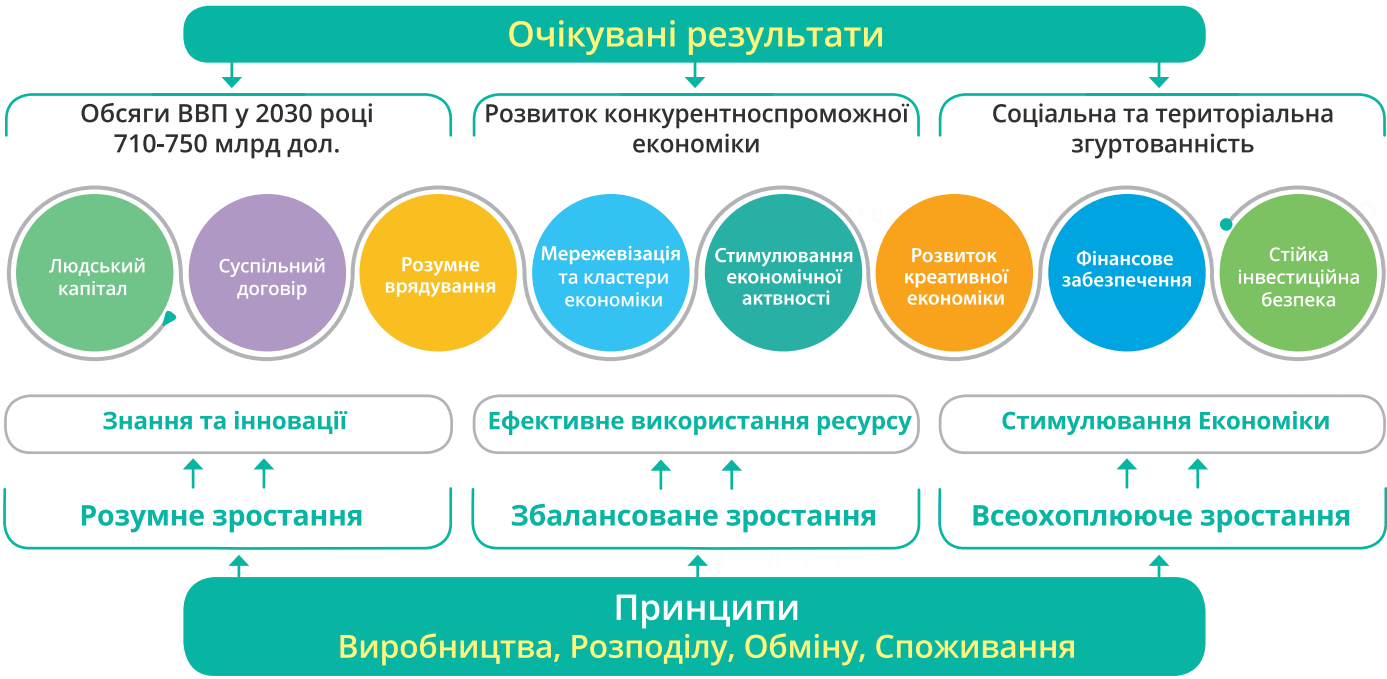 Очікувані результати
Обсяги ВВП у 2030 році
710-750 млрд дол.
Розвиток конкурентноспроможної
економіки
Соціальна та територіальна
згуртованність
Людський
капітал
Суспільний
договір
Розумне
врядування
Мережевізація
та кластери
економіки
Стимулювання
економічної
актвності
Розвиток
креативної
економіки
Фінансове
забезпечення
Стійка
інвестиційна
безпека
Знання та інновації
Ефективне використання ресурсу
Стимулювання Економіки
Розумне зростання
Збалансоване зростання
Всеохоплююче зростання
Принципи
Виробництва, Розподілу, Обміну, Споживання